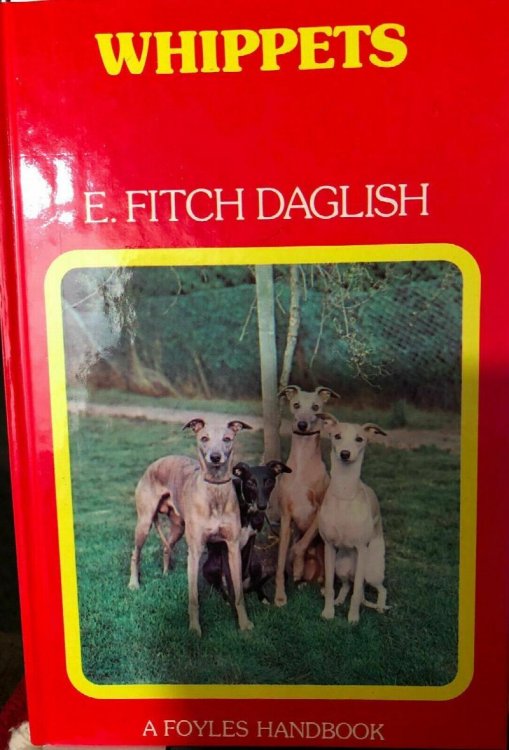 WHIPPETS
E. FITCH DAGLISH
A FOYLES HANDBOOK